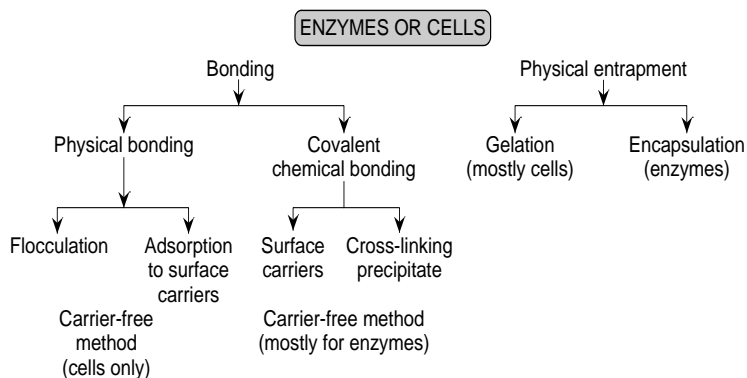 ENZYMES OR CELLS
Bonding
Physical entrapment
Physical bonding
Covalent
chemical bonding
Gelation
(mostly cells)
Encapsulation
(enzymes)
Flocculation
Adsorption
to surface
carriers
Surface
carriers
Cross-linking
precipitate
Carrier-free
method
(cells only)
Carrier-free method
(mostly for enzymes)